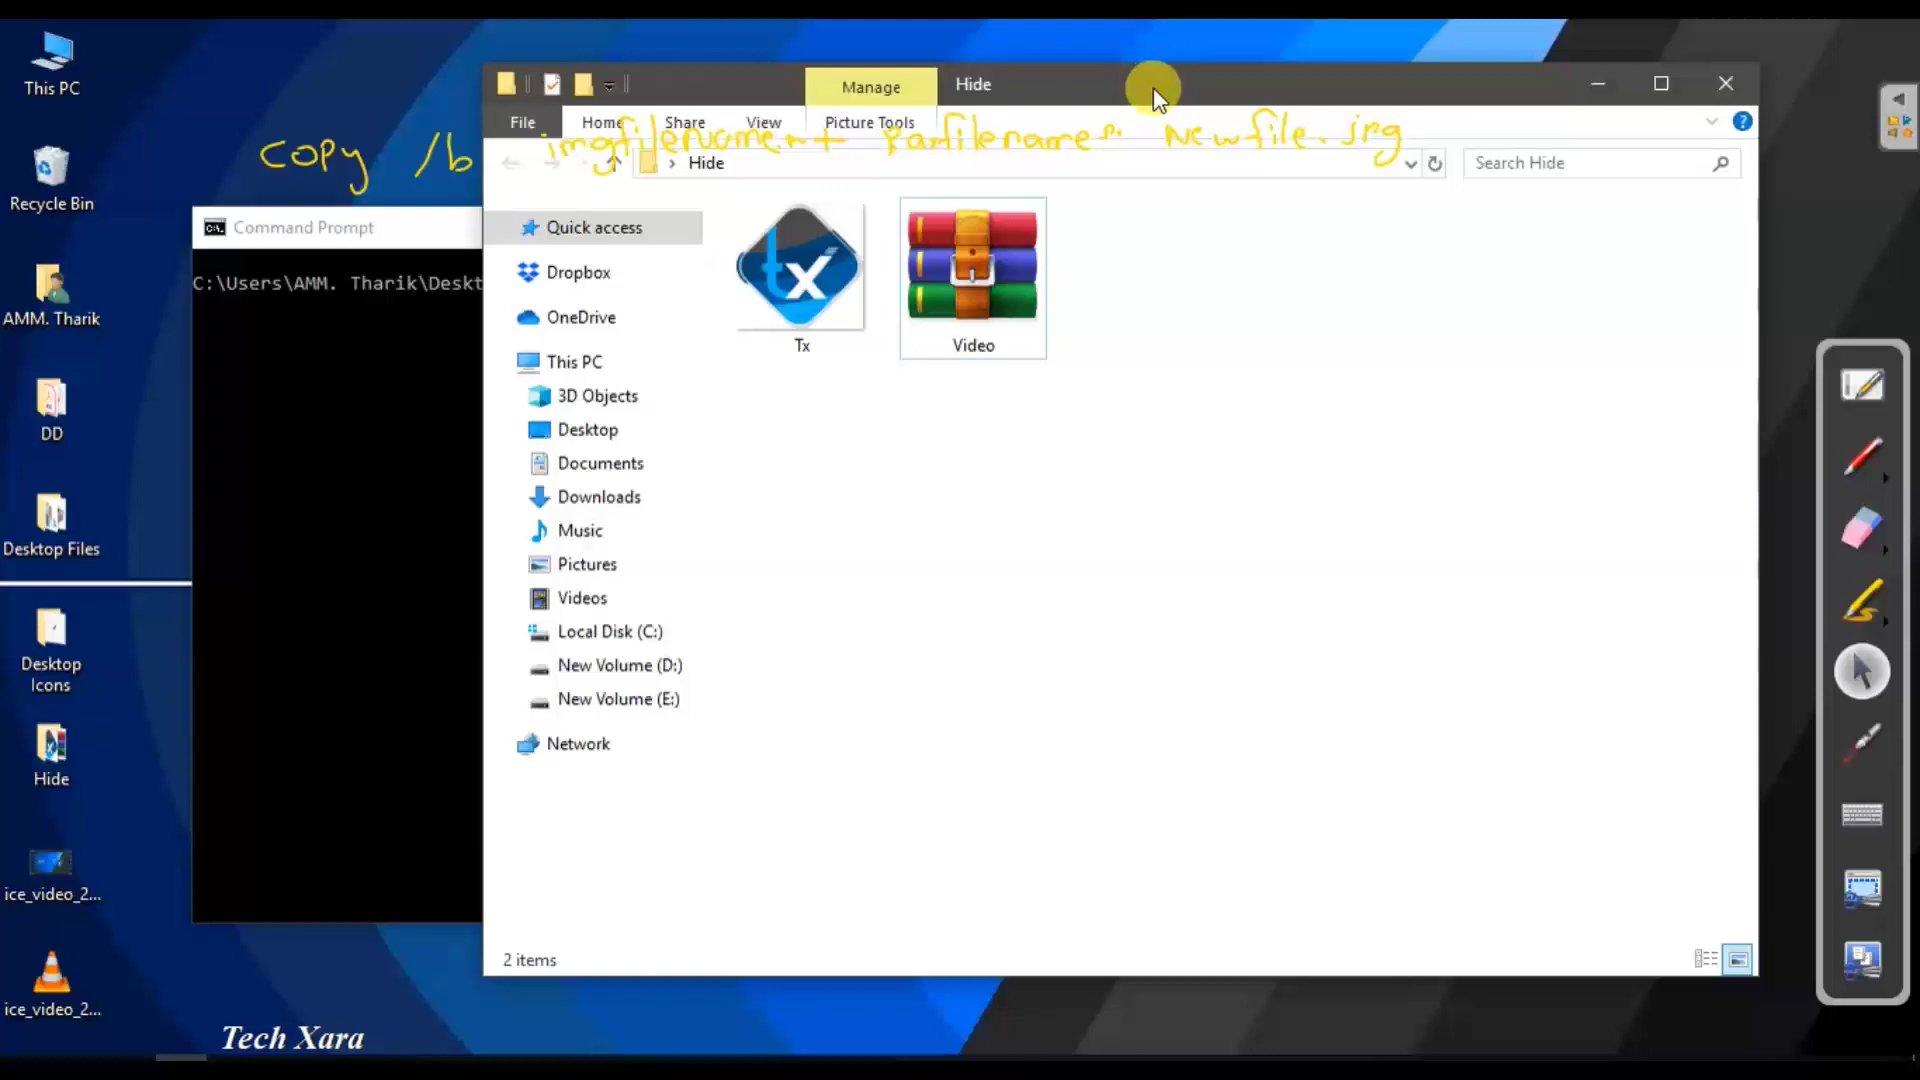 This PC
Recycle Bin
AMM. Tharik
DD
Desktop Files
Desktop
Icons
Hide
ice_video_2...
ice_video_2...
Tech Xara
copy /b
Newfile.jpg
Command Prompt
C:\Users\AMM. Tharik\Deskt
Manage
Hide
File
Home
Share
View
Picture Tools
Hide
Search Hide
Quick access
Dropbox
OneDrive
This PC
3D Objects
Desktop
Documents
Downloads
Music
Pictures
Videos
Local Disk (C:)
New Volume (D:)
New Volume (E:)
Network
Tx
Video
2 items